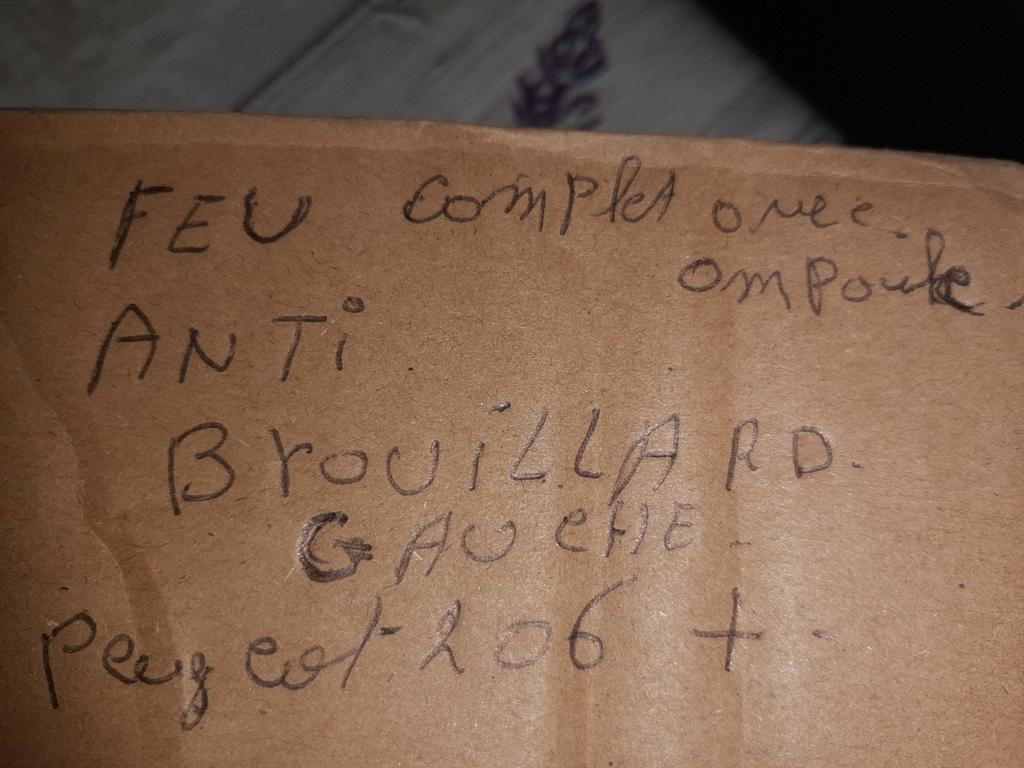 FEU complet avec
ampoule.
ANTi
BrouiLLARD.
GAUcHE.
Peugeot 206 +.